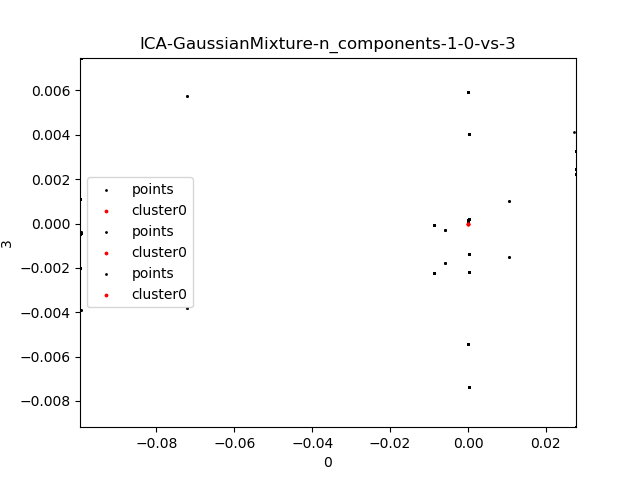 ICA-GaussianMixture-n_components-1-0-vs-3
0.006
0.004
0.002
0.000
−0.002
−0.004
−0.006
−0.008
3
points
cluster0
points
cluster0
points
cluster0
−0.08
−0.06
−0.04
−0.02
0.00
0.02
0